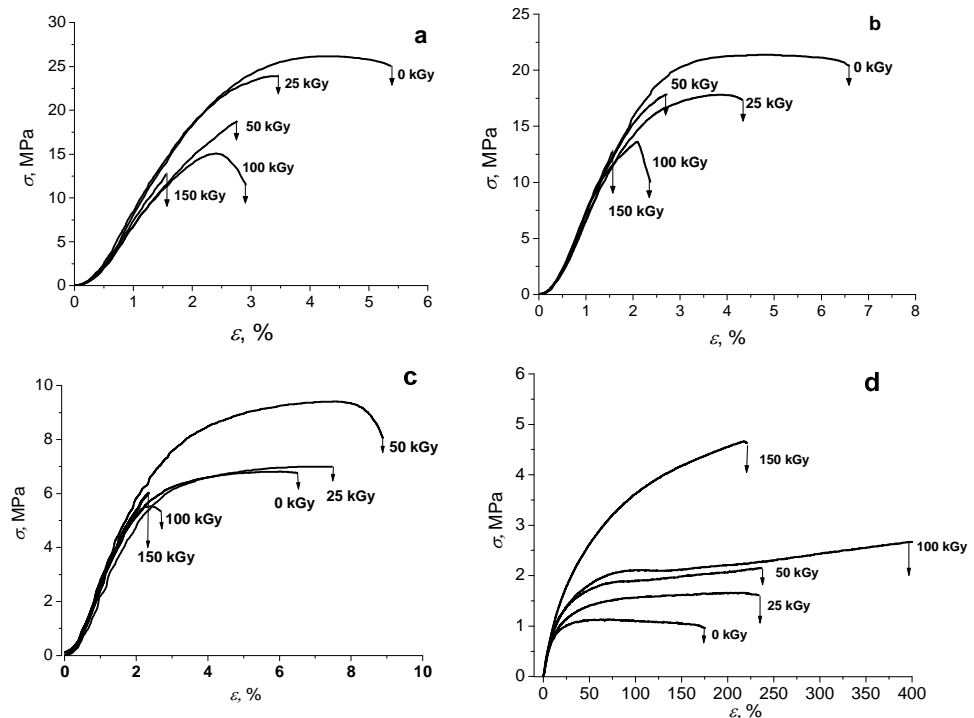 a
σ, MPa
30
25
20
15
10
5
0
0 kGy
25 kGy
50 kGy
100 kGy
150 kGy
0 1 2 3 4 5 6
ε, %
b
σ, MPa
25
20
15
10
5
0
0 kGy
50 kGy
25 kGy
100 kGy
150 kGy
0 1 2 3 4 5 6 7 8
ε, %
c
σ, MPa
10
8
6
4
2
0
50 kGy
0 kGy
25 kGy
100 kGy
150 kGy
0 2 4 6 8 10
ε, %
d
σ, MPa
6
5
4
3
2
1
0
150 kGy
100 kGy
50 kGy
25 kGy
0 kGy
0 50 100 150 200 250 300 350 400
ε, %